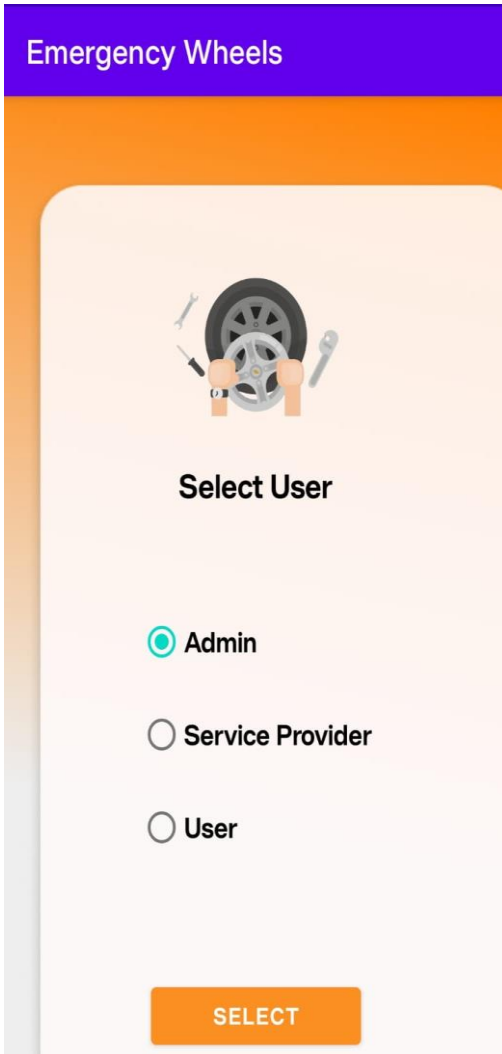 Emergency Wheels
Select User
Admin
Service Provider
User
SELECT